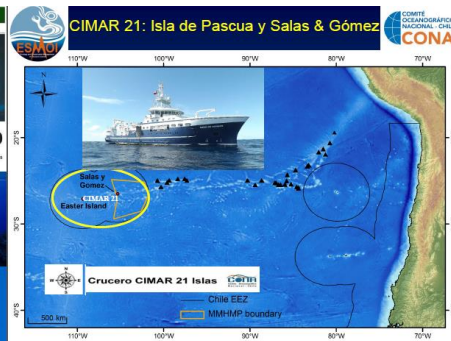 ESMOI
CIMAR 21: Isla de Pascua y Salas & Gómez
COMITÉ
OCEANOGRÁFICO
NACIONAL - CHILE
CONA
110°W 100°W 90°W 80°W 70°W
N
20°S
30°S
40°S
Salas y
Gomez
CIMAR 21
Easter Island
N
W E
S
Crucero CIMAR 21 Islas
CONA
Chile EEZ
MMHMP boundary
500 km
110°W 100°W 90°W 80°W 70°W